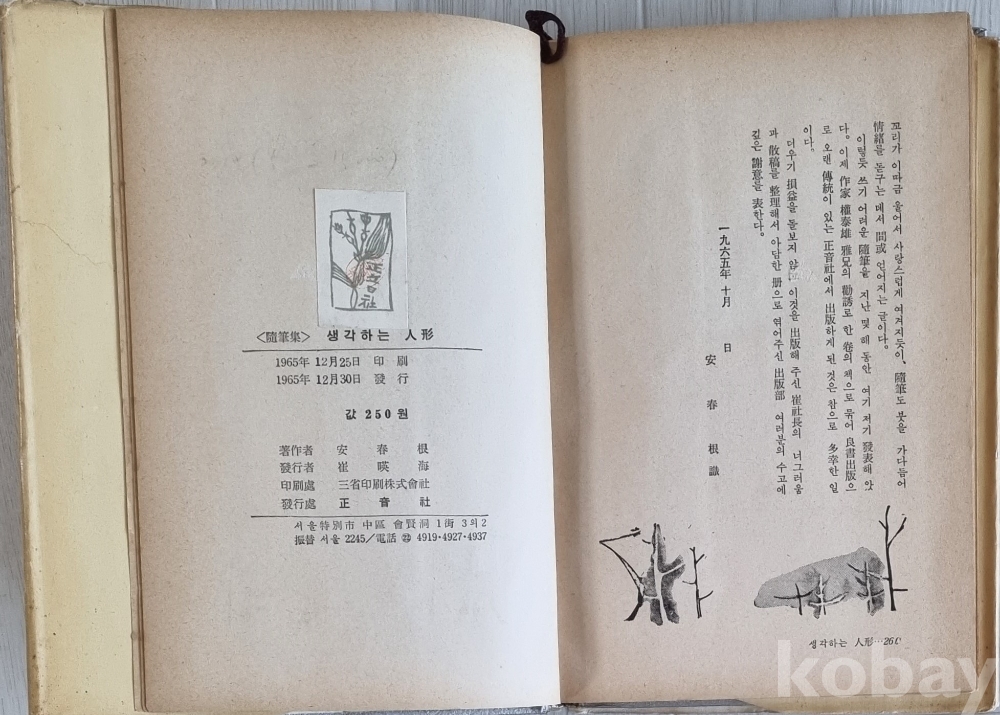 正音社
<隨筆集> 생각하는 人形
1965年 12月25日 印刷
1965年 12月30日 發行
값 250원
著作者 安春根
發行者 崔暎海
印刷處 三省印刷株式會社
發行處 正音社
서울特別市 中區 會賢洞 1街 3의2
振替 서울 2245/電話 ㉒ 4919·4927·4937
꼬리가 이따금 울어서 사랑스럽게 여겨지듯이, 隨筆도 붓을 가다듬어
情緖를 돋구는 데서 間或 얻어지는 글이다.
이렇듯 쓰기 어려운 隨筆을 지난 몇 해 동안 여기 저기 發表해 왔
다. 이제 作家 權泰雄 雅兄의 勸誘로 한 卷의 책으로 묶어 良書出版으
로 오랜 傳統이 있는 正音社에서 出版하게 된 것은 참으로 多幸한 일
이다.
더우기 損益을 돌보지 않고 이것을 出版해 주신 崔社長의 너그러움
과 散稿를 整理해서 아담한 册으로 엮어주신 出版部 여러분의 수고에
깊은 謝意를 表한다.
一九六五年 十月 日
安春根 識
생각하는 人形…260
kobay